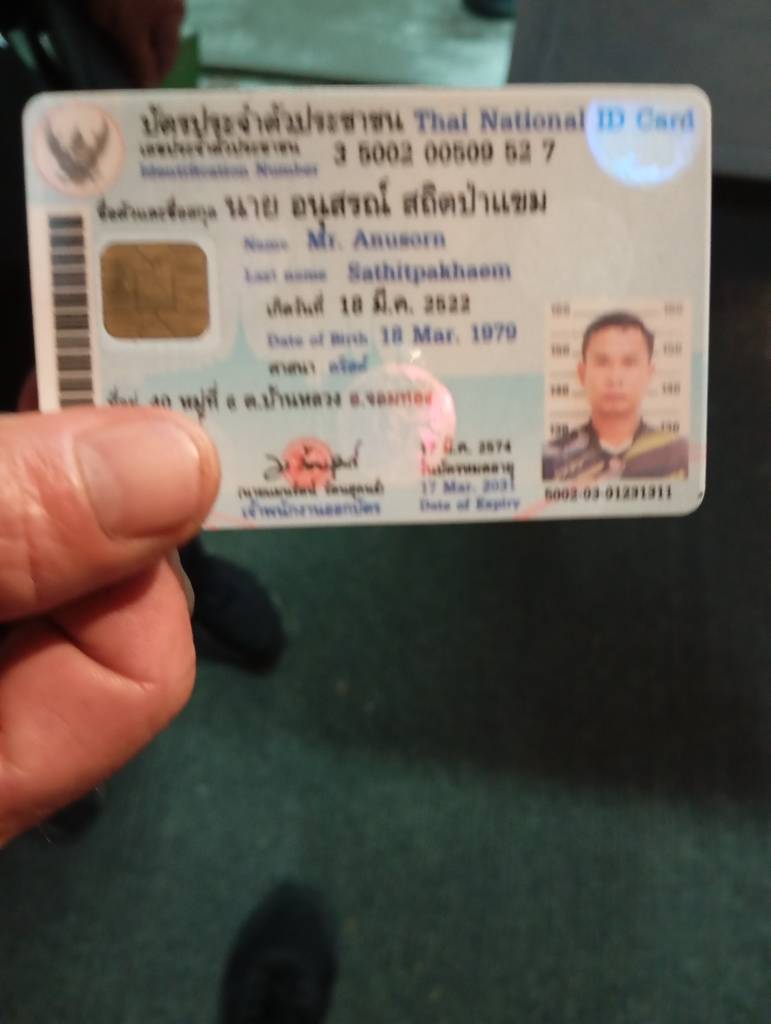 บัตรประจำตัวประชาชน Thai National ID Card
เลขประจำตัวประชาชน 3 5002 00509 52 7
Identification Number
ชื่อตัวและชื่อสกุล นาย อนุสรณ์ สถิตป่าแขม
Name Mr. Anusorn
Last name Sathitpakhaem
เกิดวันที่ 18 มี.ค. 2522
Date of Birth 18 Mar. 1979
ศาสนา คริสต์
ที่อยู่ 40 หมู่ที่ ต.บ้านหลวง อ.จอมทอง
17 มี.ค. 2574
วันบัตรหมดอายุ
17 Mar. 2031
Date of Expiry
เจ้าพนักงานออกบัตร
5002-03-01231311